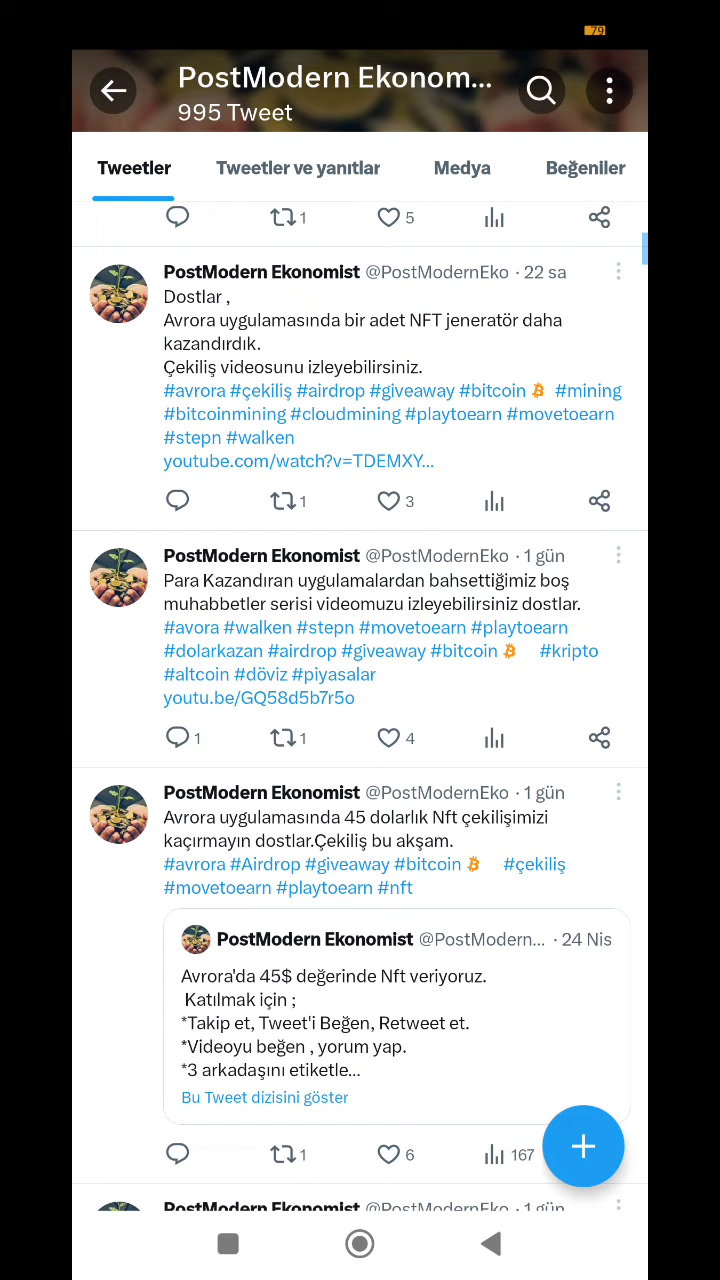 79
PostModern Ekonom...
995 Tweet
Tweetler Tweetler ve yanıtlar Medya Beğeniler
1 5
PostModern Ekonomist @PostModernEko · 22 sa
Dostlar ,
Avrora uygulamasında bir adet NFT jeneratör daha
kazandırdık.
Çekiliş videosunu izleyebilirsiniz.
#avrora #çekiliş #airdrop #giveaway #bitcoin #mining
#bitcoinmining #cloudmining #playtoearn #movetoearn
#stepn #walken
youtube.com/watch?v=TDEMXY...
1 3
PostModern Ekonomist @PostModernEko · 1 gün
Para Kazandıran uygulamalardan bahsettiğimiz boş
muhabbetler serisi videomuzu izleyebilirsiniz dostlar.
#avora #walken #stepn #movetoearn #playtoearn
#dolarkazan #airdrop #giveaway #bitcoin #kripto
#altcoin #döviz #piyasalar
youtu.be/GQ58d5b7r5o
1 1 4
PostModern Ekonomist @PostModernEko · 1 gün
Avrora uygulamasında 45 dolarlık Nft çekilişimizi
kaçırmayın dostlar.Çekiliş bu akşam.
#avrora #Airdrop #giveaway #bitcoin #çekiliş
#movetoearn #playtoearn #nft
PostModern Ekonomist @PostModern... · 24 Nis
Avrora'da 45$ değerinde Nft veriyoruz.
Katılmak için ;
*Takip et, Tweet'i Beğen, Retweet et.
*Videoyu beğen , yorum yap.
*3 arkadaşını etiketle...
Bu Tweet dizisini göster
1 6 167
PostModern Ekonomist @PostModernEko · 1 gün